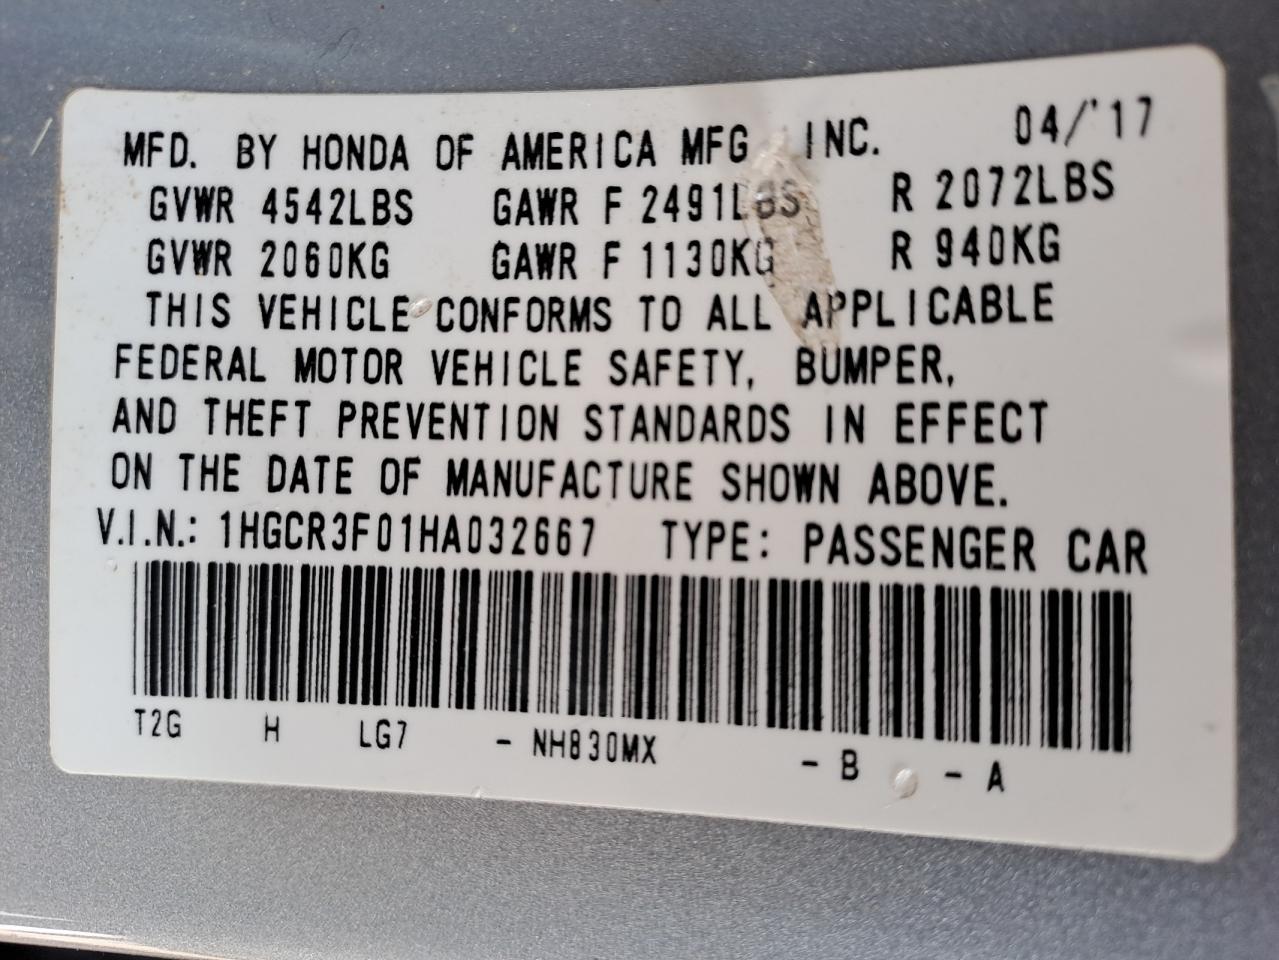 MFD. BY HONDA OF AMERICA MFG INC. 04/'17
GVWR 4542LBS GAWR F 2491LBS R 2072LBS
GVWR 2060KG GAWR F 1130KG R 940KG
THIS VEHICLE CONFORMS TO ALL APPLICABLE
FEDERAL MOTOR VEHICLE SAFETY, BUMPER,
AND THEFT PREVENTION STANDARDS IN EFFECT
ON THE DATE OF MANUFACTURE SHOWN ABOVE.
V.I.N.: 1HGCR3F01HA032667 TYPE: PASSENGER CAR
T2G H LG7 - NH830MX - B - A